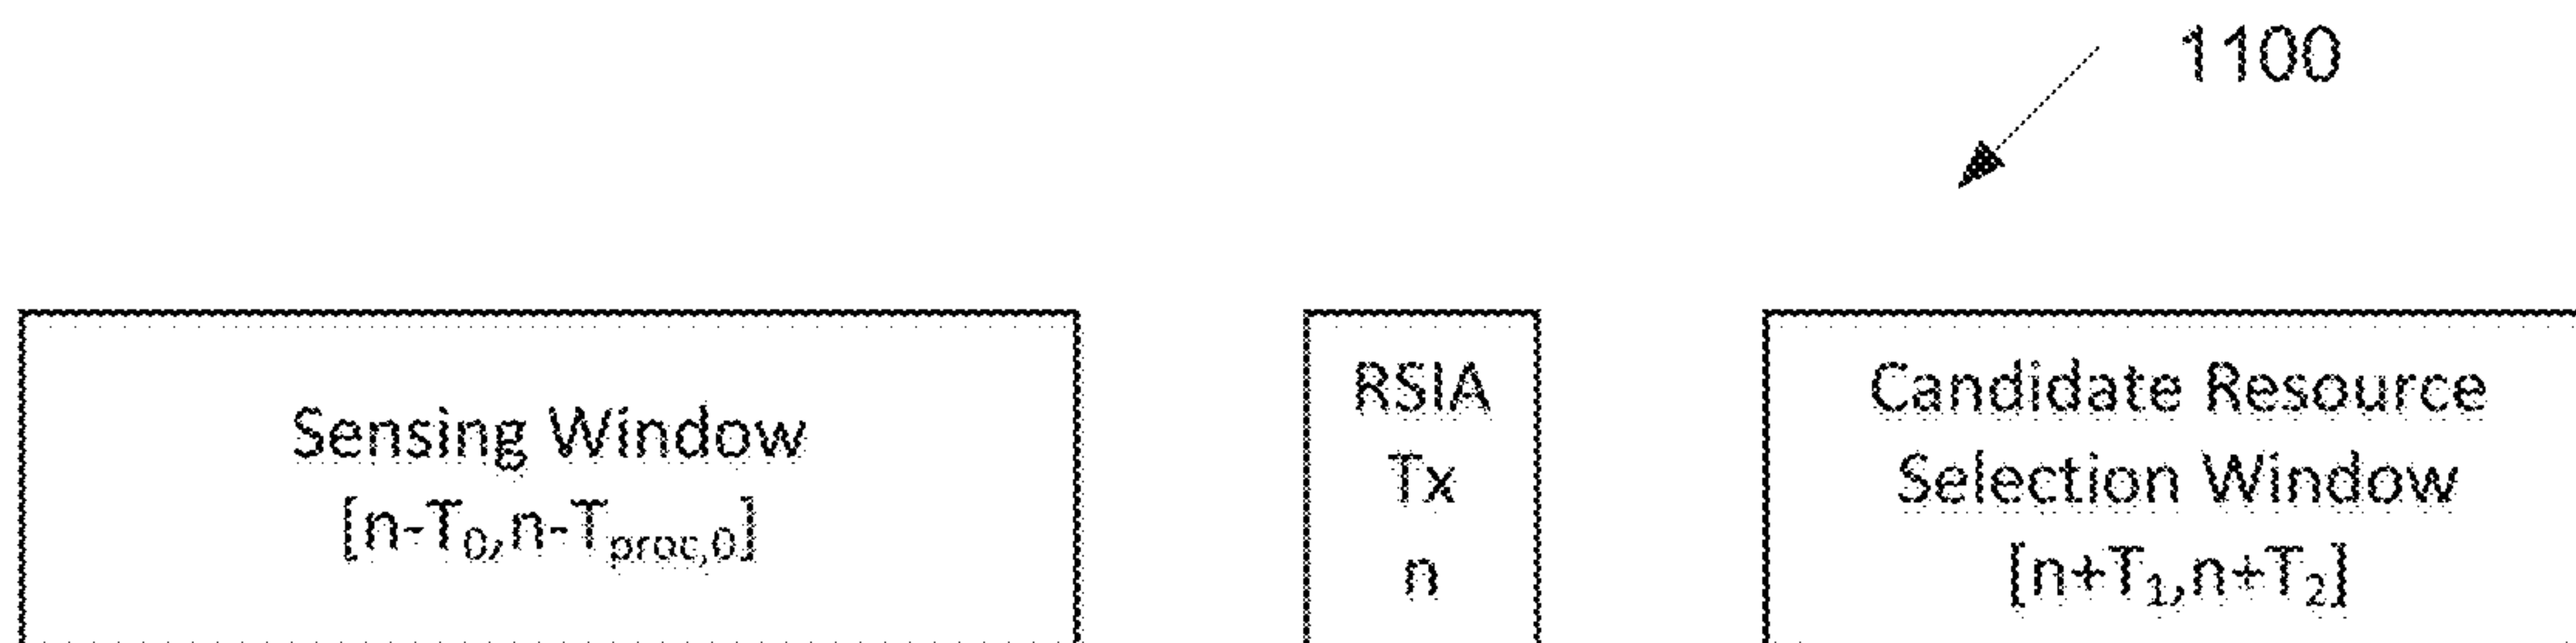 1100
Sensing Window
[n-T₀,n-Tproc,0]
RSIA
Tx
n
Candidate Resource
Selection Window
[n+T₁,n+T₂]